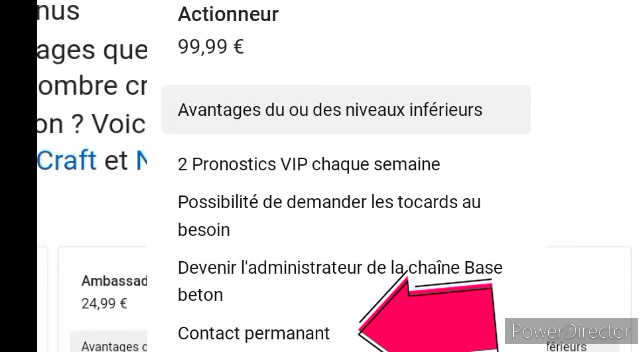 nus
ages que
ombre cr
on ? Voic
Craft et N
Actionneur
99,99 €
Avantages du ou des niveaux inférieurs
2 Pronostics VIP chaque semaine
Possibilité de demander les tocards au
besoin
Devenir l'administrateur de la chaîne Base
beton
Contact permanant
Ambassad
24,99 €
Avantages d
férieurs
PowerDirector